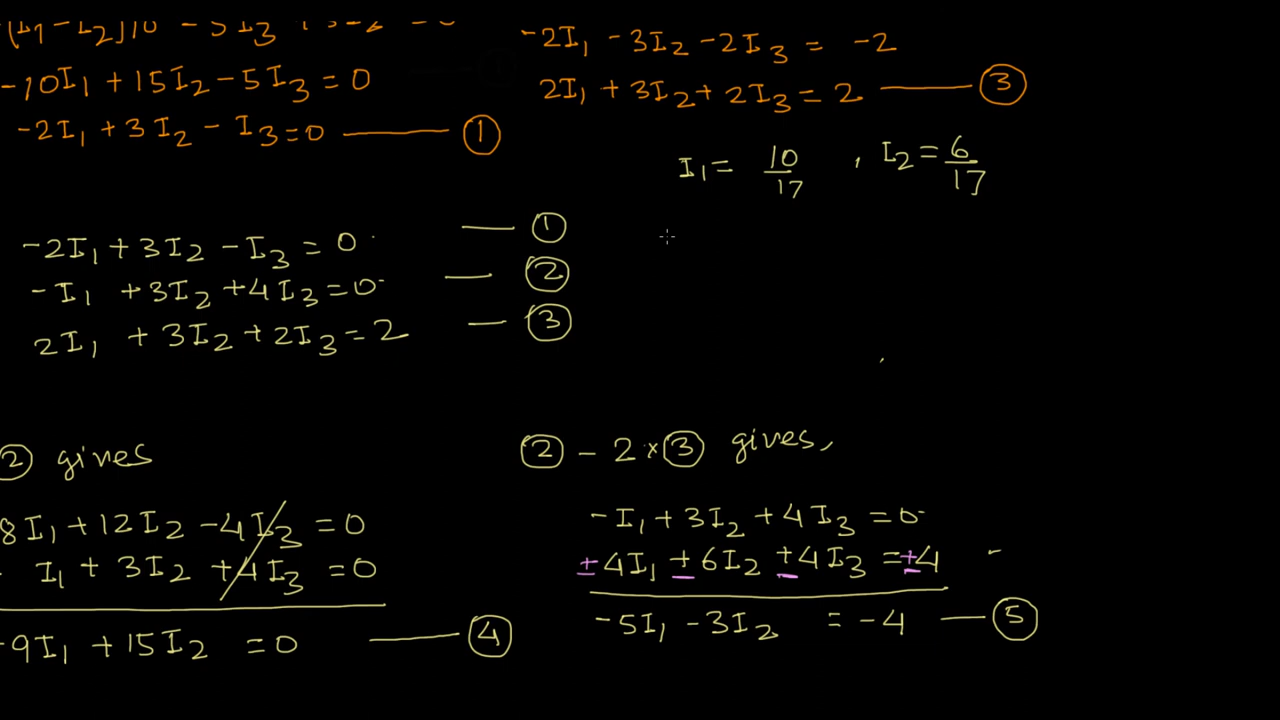 -10I₁ + 15I₂ - 5I₃ = 0
-2I₁ + 3I₂ - I₃ = 0 —— ①
-2I₁ - 3I₂ - 2I₃ = -2
2I₁ + 3I₂ + 2I₃ = 2 —— ③
I₁ = 10/17 , I₂ = 6/17
-2I₁ + 3I₂ - I₃ = 0 —— ①
-I₁ + 3I₂ + 4I₃ = 0 —— ②
2I₁ + 3I₂ + 2I₃ = 2 —— ③
② gives
8I₁ + 12I₂ - 4I₃ = 0
I₁ + 3I₂ + 4I₃ = 0
-9I₁ + 15I₂ = 0 —— ④
② - 2×③ gives,
-I₁ + 3I₂ + 4I₃ = 0
±4I₁ ± 6I₂ ± 4I₃ = ±4
-5I₁ - 3I₂ = -4 —— ⑤